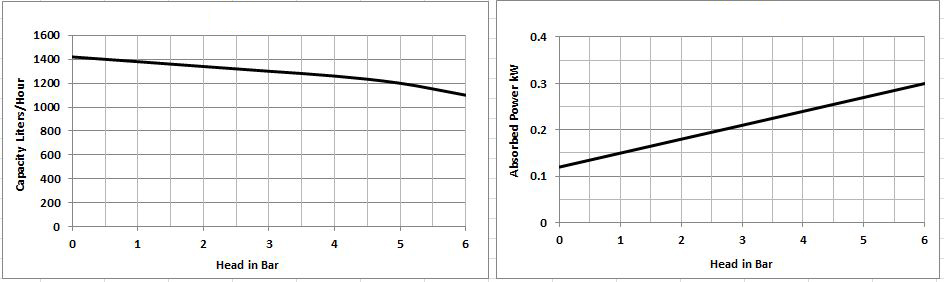 1600
1400
1200
1000
800
600
400
200
0
Capacity Liters/Hour
0 1 2 3 4 5 6
Head in Bar
0.4
0.3
0.2
0.1
0
Absorbed Power kW
0 1 2 3 4 5 6
Head in Bar